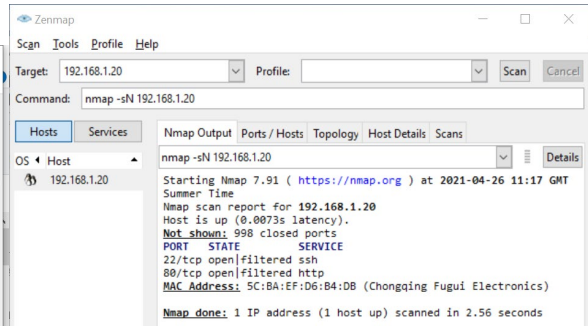 Zenmap
Scan Tools Profile Help
Target: 192.168.1.20 Profile: Scan Cancel
Command: nmap -sN 192.168.1.20
Hosts Services
Nmap Output Ports / Hosts Topology Host Details Scans
OS Host
nmap -sN 192.168.1.20 Details
192.168.1.20
Starting Nmap 7.91 ( https://nmap.org ) at 2021-04-26 11:17 GMT
Summer Time
Nmap scan report for 192.168.1.20
Host is up (0.0073s latency).
Not shown: 998 closed ports
PORT STATE SERVICE
22/tcp open|filtered ssh
80/tcp open|filtered http
MAC Address: 5C:BA:EF:D6:B4:DB (Chongqing Fugui Electronics)
Nmap done: 1 IP address (1 host up) scanned in 2.56 seconds